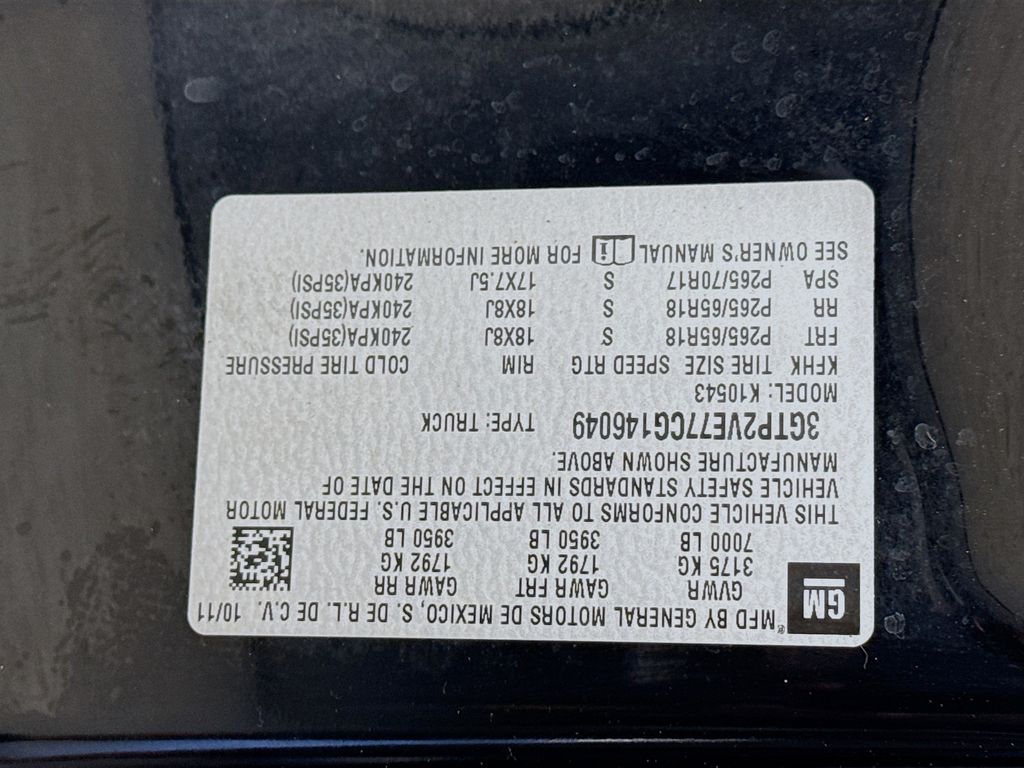 GM
MFD BY GENERAL MOTORS DE MEXICO, S. DE R.L. DE C.V. 10/11
GVWR GAWR FRT GAWR RR
3175 KG 1792 KG 1792 KG
7000 LB 3950 LB 3950 LB
THIS VEHICLE CONFORMS TO ALL APPLICABLE U.S. FEDERAL MOTOR
VEHICLE SAFETY STANDARDS IN EFFECT ON THE DATE OF
MANUFACTURE SHOWN ABOVE.
3GTP2VE77CG146049 TYPE: TRUCK
MODEL: K10543
KFHK TIRE SIZE SPEED RTG RIM COLD TIRE PRESSURE
FRT P265/65R18 S 18X8J 240KPA(35PSI)
RR P265/65R18 S 18X8J 240KPA(35PSI)
SPA P265/70R17 S 17X7.5J 240KPA(35PSI)
SEE OWNER'S MANUAL i FOR MORE INFORMATION.